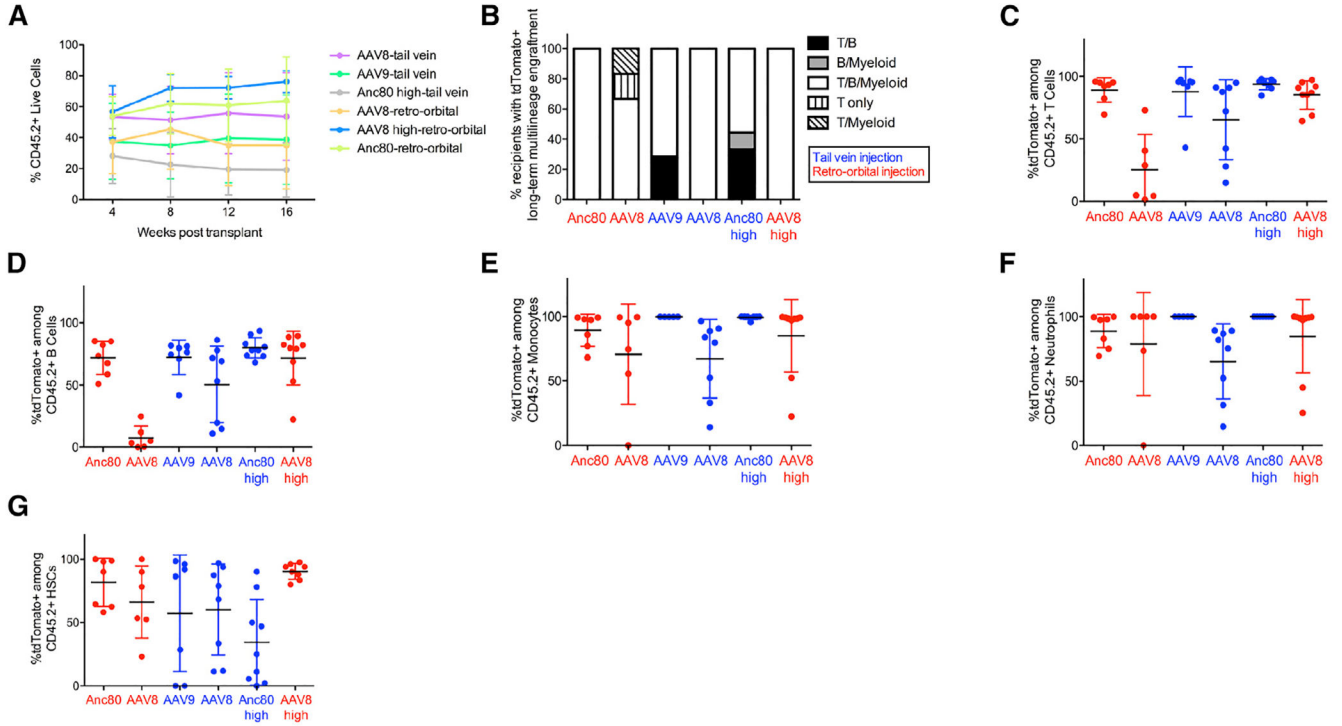 A
% CD45.2+ Live Cells
100
80
60
40
20
0
4
8
12
16
Weeks post transplant
AAV8-tail vein
AAV9-tail vein
Anc80 high-tail vein
AAV8-retro-orbital
AAV8 high-retro-orbital
Anc80-retro-orbital
B
% recipients with tdTomato+
long-term multilineage engraftment
100
80
60
40
20
0
Anc80
AAV8
AAV9
AAV8
Anc80
high
AAV8
high
T/B
B/Myeloid
T/B/Myeloid
T only
T/Myeloid
Tail vein injection
Retro-orbital injection
C
%tdTomato+ among
CD45.2+ T Cells
100
50
0
Anc80
AAV8
AAV9
AAV8
Anc80
high
AAV8
high
D
%tdTomato+ among
CD45.2+ B Cells
100
50
0
Anc80
AAV8
AAV9
AAV8
Anc80
high
AAV8
high
E
%tdTomato+ among
CD45.2+ Monocytes
100
50
0
Anc80
AAV8
AAV9
AAV8
Anc80
high
AAV8
high
F
%tdTomato+ among
CD45.2+ Neutrophils
100
50
0
Anc80
AAV8
AAV9
AAV8
Anc80
high
AAV8
high
G
%tdTomato+ among
CD45.2+ HSCs
100
50
0
Anc80
AAV8
AAV9
AAV8
Anc80
high
AAV8
high